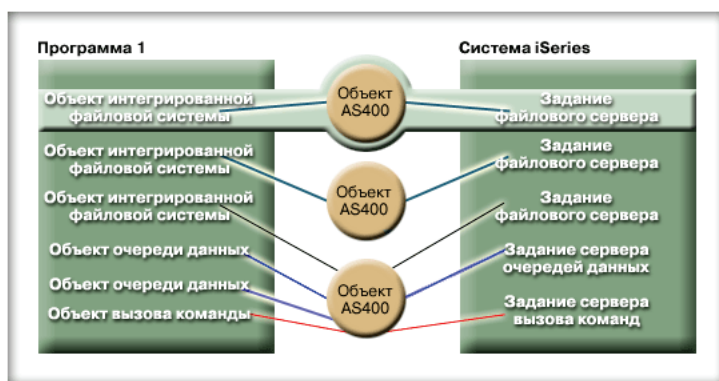 Программа 1
Система iSeries
Объект интегрированной
файловой системы
Объект
AS400
Задание
файлового сервера
Объект интегрированной
файловой системы
Объект
AS400
Задание
файлового сервера
Объект интегрированной
файловой системы
Задание
файлового сервера
Объект очереди данных
Объект очереди данных
Объект вызова команды
Объект
AS400
Задание сервера
очередей данных
Задание сервера
вызова команд